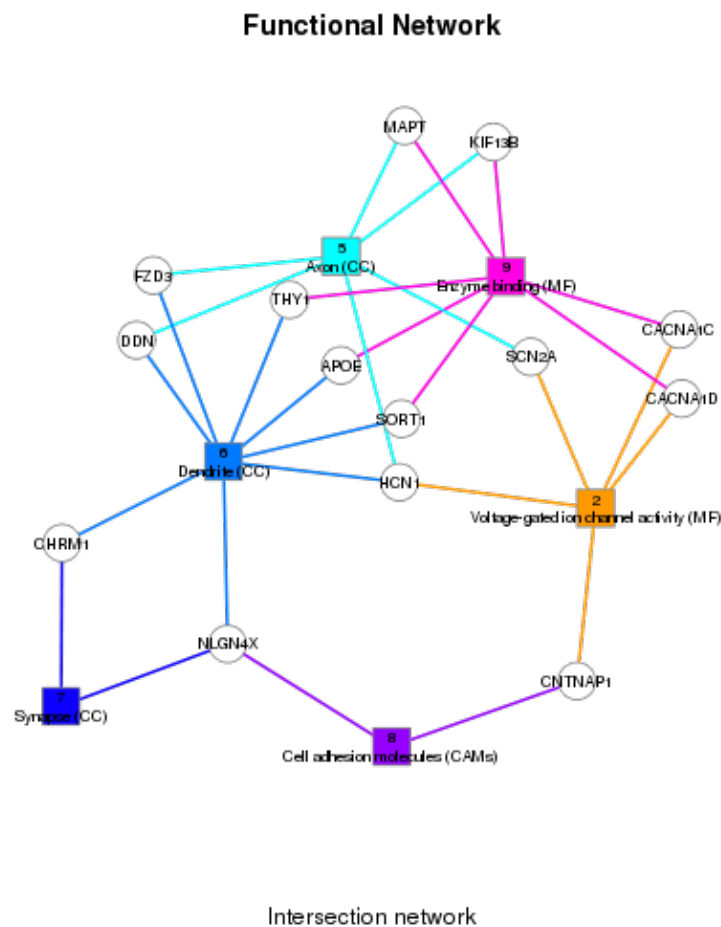 Functional Network
MAPT
KIF13B
5
Axon (CC)
9
Enzyme binding (MF)
FZD3
THY1
DDN
APOE
SCN2A
CACNA1C
CACNA1D
SORT1
6
Dendrite (CC)
HCN1
2
Voltage-gated ion channel activity (MF)
CHRM1
NLGN4X
CNTNAP1
7
Synapse (CC)
8
Cell adhesion molecules (CAMs)
Intersection network